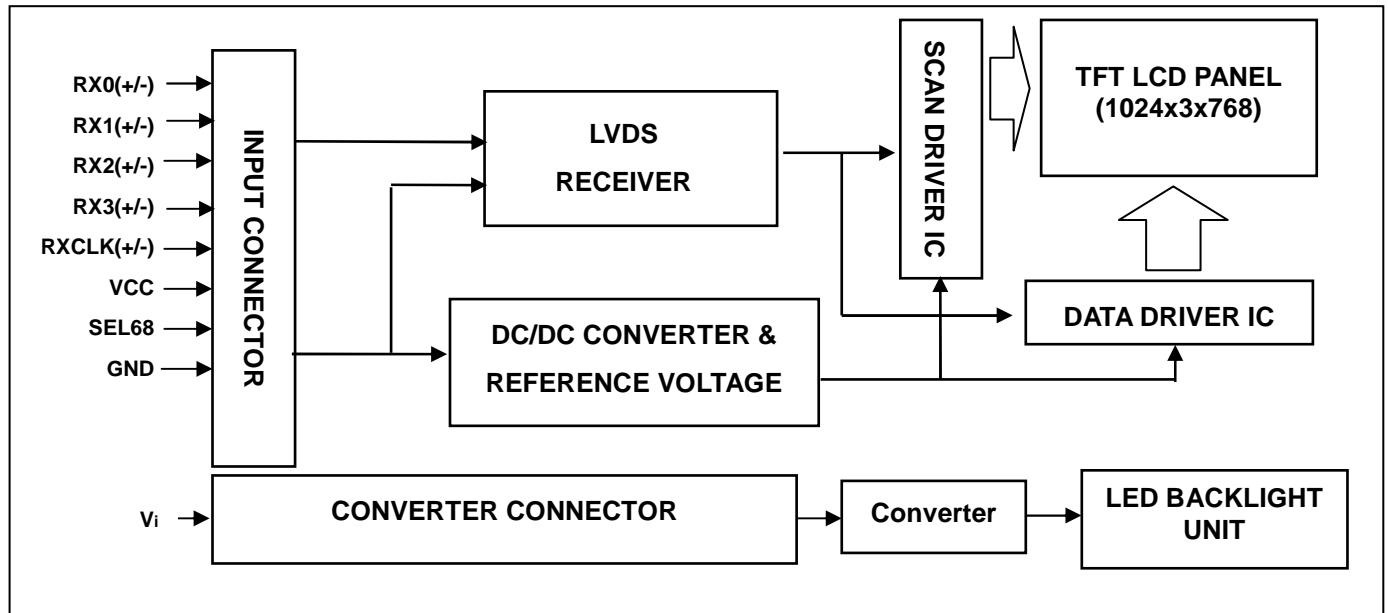 RX0(+/-)
RX1(+/-)
RX2(+/-)
RX3(+/-)
RXCLK(+/-)
VCC
SEL68
GND
INPUT CONNECTOR
LVDS
RECEIVER
DC/DC CONVERTER &
REFERENCE VOLTAGE
SCAN DRIVER IC
TFT LCD PANEL
(1024x3x768)
DATA DRIVER IC
Vi
CONVERTER CONNECTOR
Converter
LED BACKLIGHT
UNIT